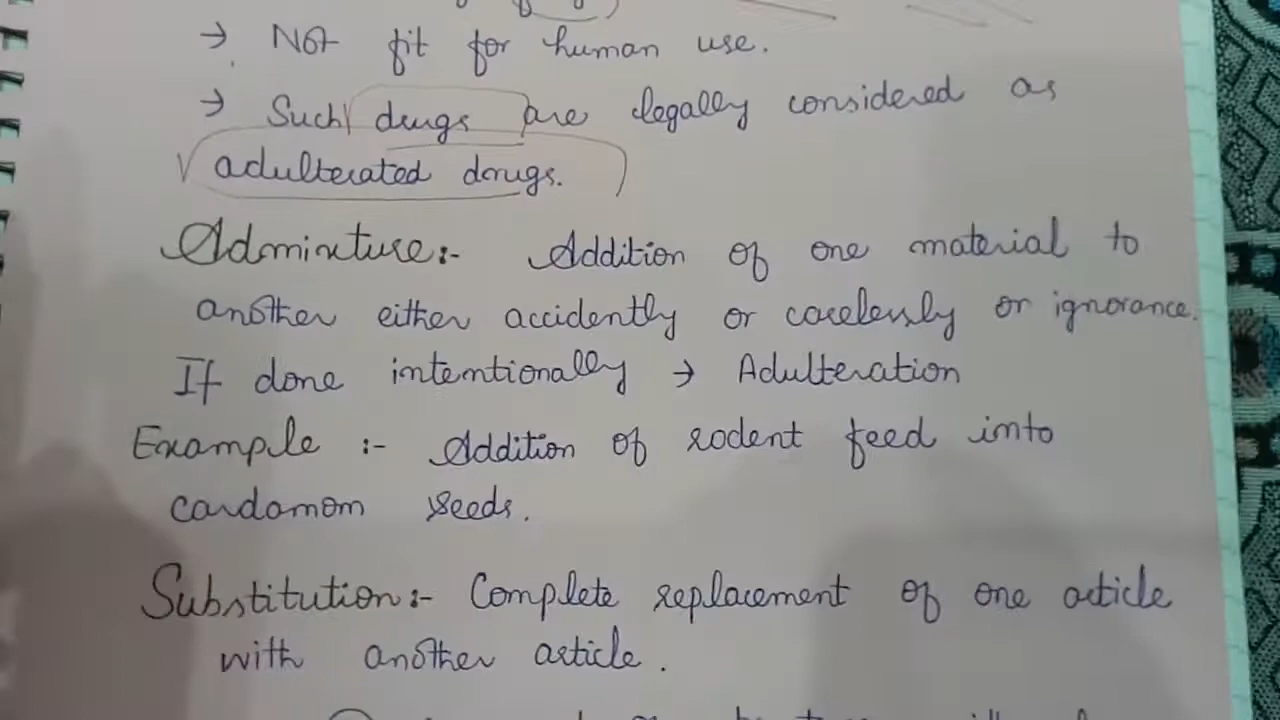 → Not fit for human use.
→ Such drugs are legally considered as
adulterated drugs.
Admixture:- Addition of one material to
another either accidently or carelessly or ignorance.
If done intentionally → Adulteration
Example :- Addition of rodent feed into
cardamom seeds.
Substitution:- Complete replacement of one article
with another article.